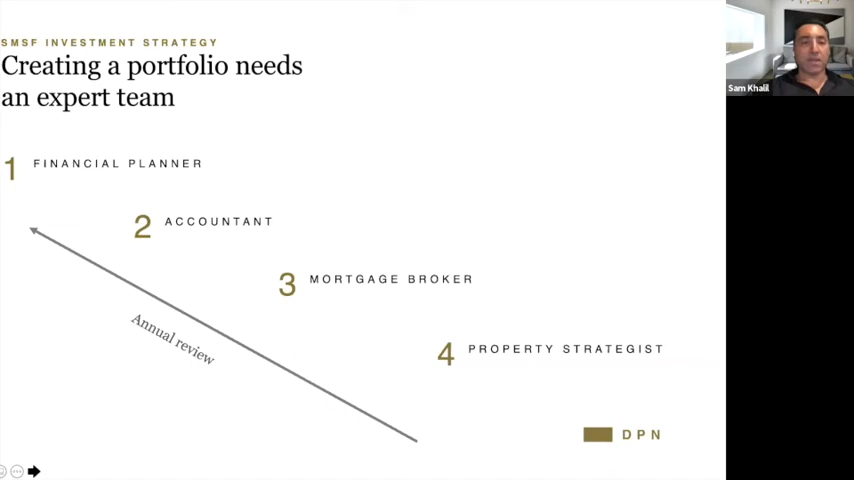 SMSF INVESTMENT STRATEGY
Creating a portfolio needs
an expert team
Sam Khalil
1 FINANCIAL PLANNER
2 ACCOUNTANT
3 MORTGAGE BROKER
Annual review
4 PROPERTY STRATEGIST
DPN